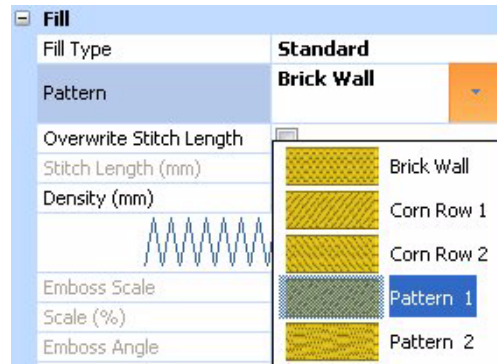 Fill
Fill Type Standard
Pattern Brick Wall
Overwrite Stitch Length
Stitch Length (mm)
Brick Wall
Density (mm)
Corn Row 1
Corn Row 2
Emboss Scale
Pattern 1
Scale (%)
Emboss Angle
Pattern 2